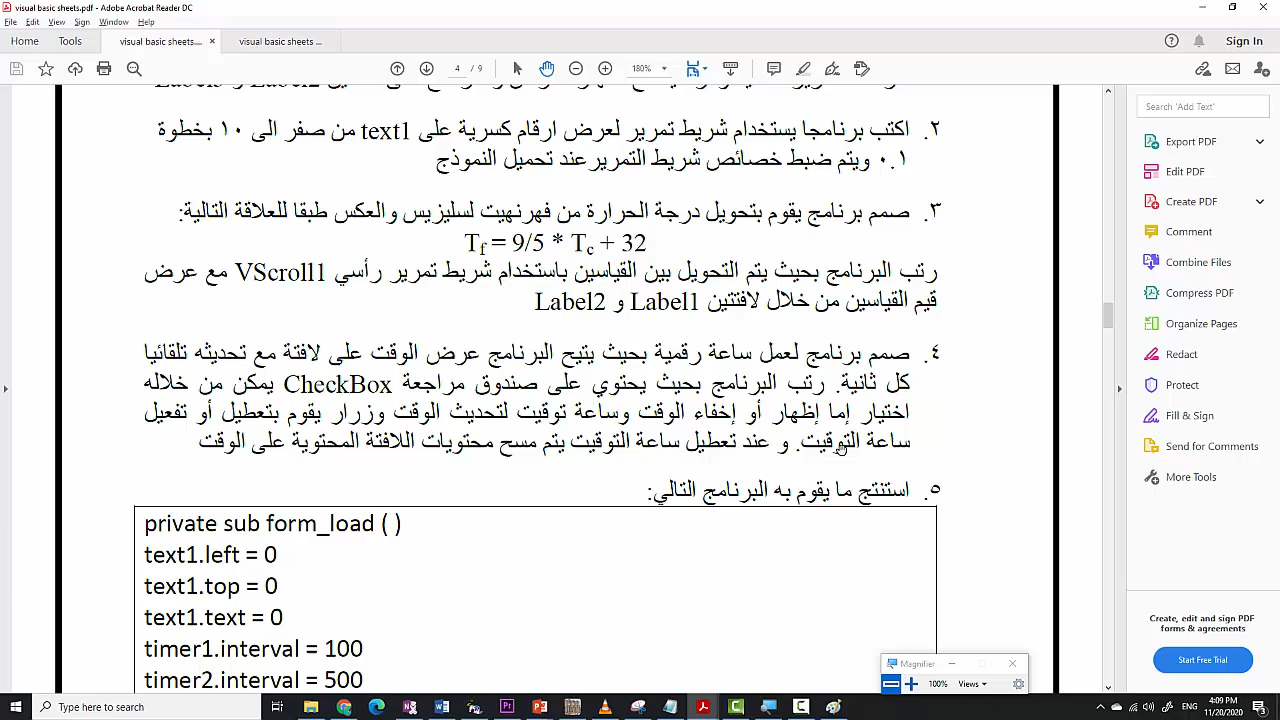 visual basic sheets.pdf - Adobe Acrobat Reader DC
File Edit View Sign Window Help
Home Tools visual basic sheets.... × visual basic sheets ... Sign In
4 / 9 180%
Search 'Add Text'
Export PDF
Edit PDF
Create PDF
Comment
Combine Files
Compress PDF
Organize Pages
Redact
Protect
Fill & Sign
Send for Comments
More Tools
Create, edit and sign PDF
forms & agreements
Start Free Trial
٢. اكتب برنامجا يستخدام شريط تمرير لعرض ارقام كسرية على text1 من صفر الى ١٠ بخطوة
٠.١ ويتم ضبط خصائص شريط التمريرعند تحميل النموذج
٣. صمم برنامج يقوم بتحويل درجة الحرارة من فهرنهيت لسليزيس والعكس طبقا للعلاقة التالية:
Tf = 9/5 * Tc + 32
رتب البرنامج بحيث يتم التحويل بين القياسين باستخدام شريط تمرير رأسي VScroll1 مع عرض
قيم القياسين من خلال لافتتين Label1 و Label2
٤. صمم برنامج لعمل ساعة رقمية بحيث يتيح البرنامج عرض الوقت على لافتة مع تحديثه تلقائيا
كل ثانية. رتب البرنامج بحيث يحتوي على صندوق مراجعة CheckBox يمكن من خلاله
اختيار إما إظهار أو إخفاء الوقت وساعة توقيت لتحديث الوقت وزرار يقوم بتعطيل أو تفعيل
ساعة التوقيت. و عند تعطيل ساعة التوقيت يتم مسح محتويات اللافتة المحتوية على الوقت
٥. استنتج ما يقوم به البرنامج التالي:
private sub form_load ( )
text1.left = 0
text1.top = 0
text1.text = 0
timer1.interval = 100
timer2.interval = 500
Magnifier
100% Views
Type here to search
4:09 PM
11/20/2020